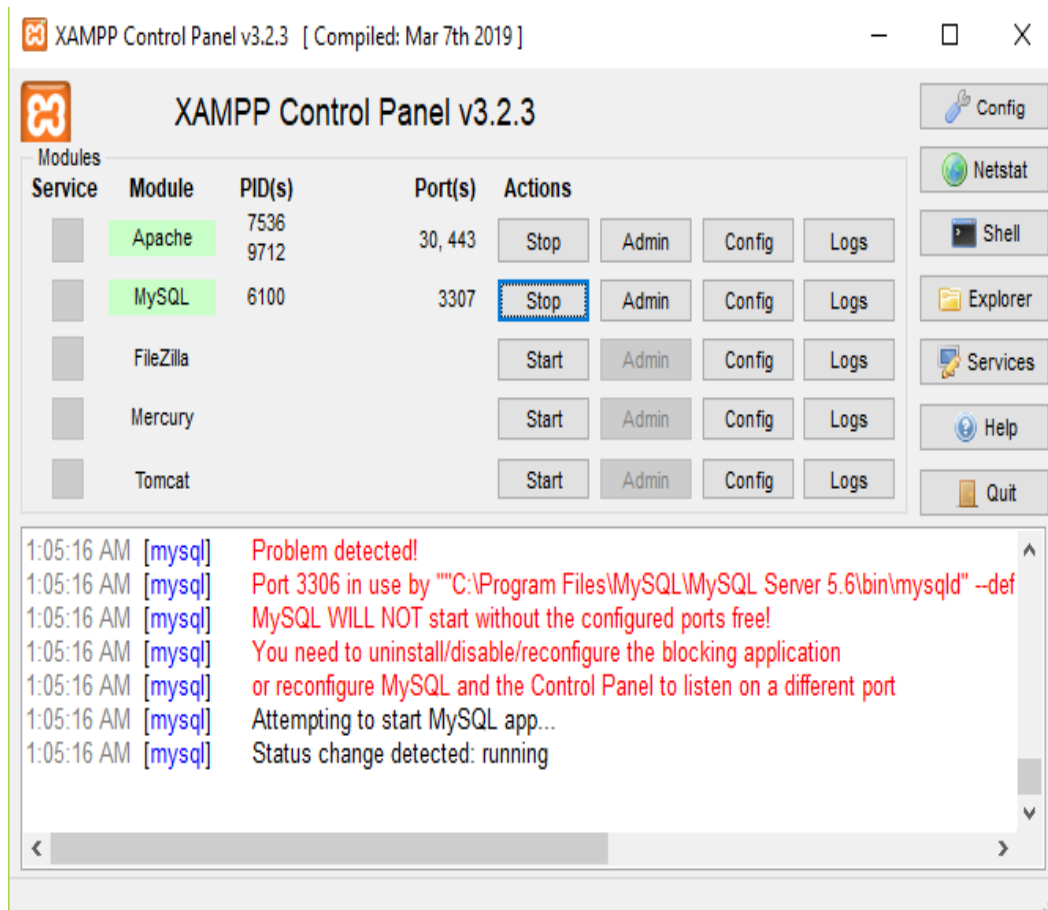 XAMPP Control Panel v3.2.3 [ Compiled: Mar 7th 2019 ]
XAMPP Control Panel v3.2.3
Config
Modules
Service Module PID(s) Port(s) Actions
Netstat
Apache 7536 9712 30, 443 Stop Admin Config Logs
Shell
MySQL 6100 3307 Stop Admin Config Logs
Explorer
FileZilla Start Admin Config Logs
Services
Mercury Start Admin Config Logs
Help
Tomcat Start Admin Config Logs
Quit
1:05:16 AM [mysql] Problem detected!
1:05:16 AM [mysql] Port 3306 in use by ""C:\Program Files\MySQL\MySQL Server 5.6\bin\mysqld" --def
1:05:16 AM [mysql] MySQL WILL NOT start without the configured ports free!
1:05:16 AM [mysql] You need to uninstall/disable/reconfigure the blocking application
1:05:16 AM [mysql] or reconfigure MySQL and the Control Panel to listen on a different port
1:05:16 AM [mysql] Attempting to start MySQL app...
1:05:16 AM [mysql] Status change detected: running